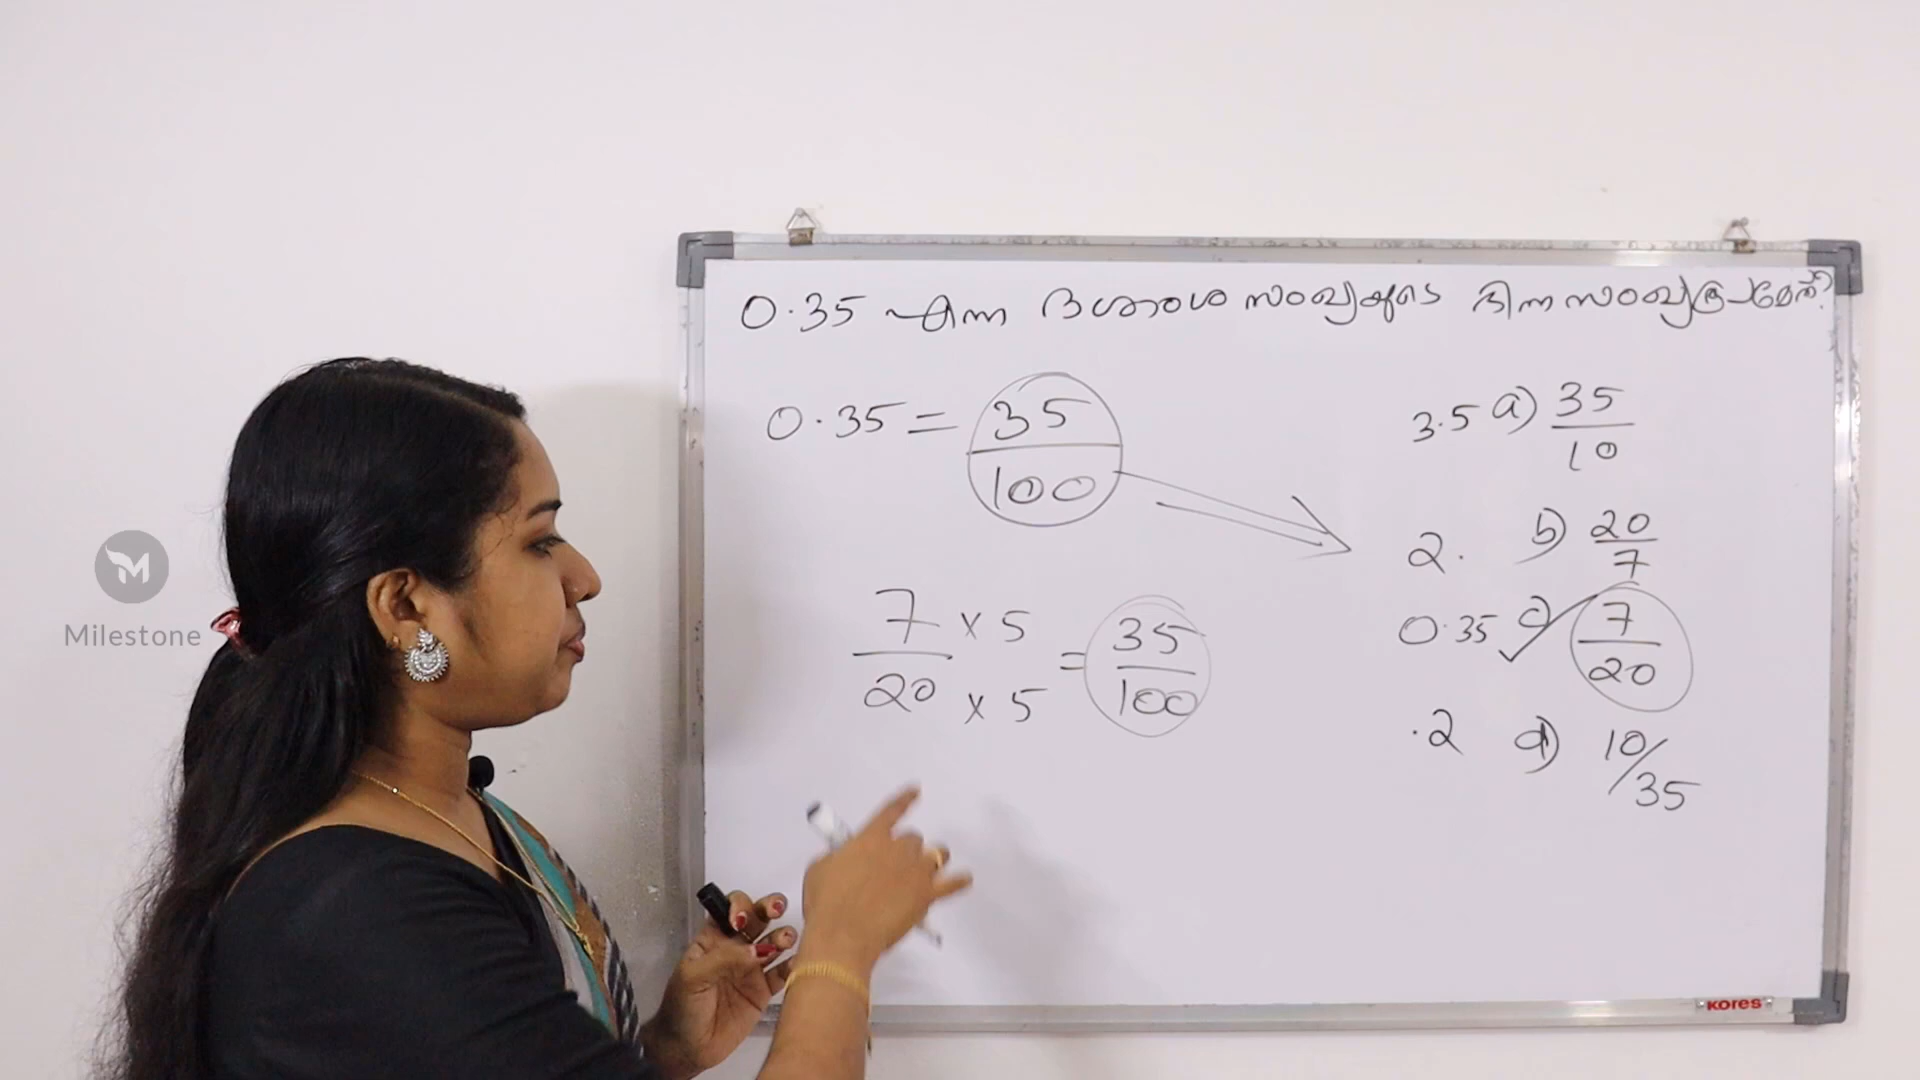 0.35 എന്ന ദശാംശ സംഖ്യയുടെ ഭിന്നസംഖ്യാരൂപമേത്?
0.35 = 35/100
3.5 a) 35/10
2. b) 20/7
7 × 5 / 20 × 5 = 35/100
0.35 c) ✓ 7/20
.2 d) 10/35
Milestone
KORES